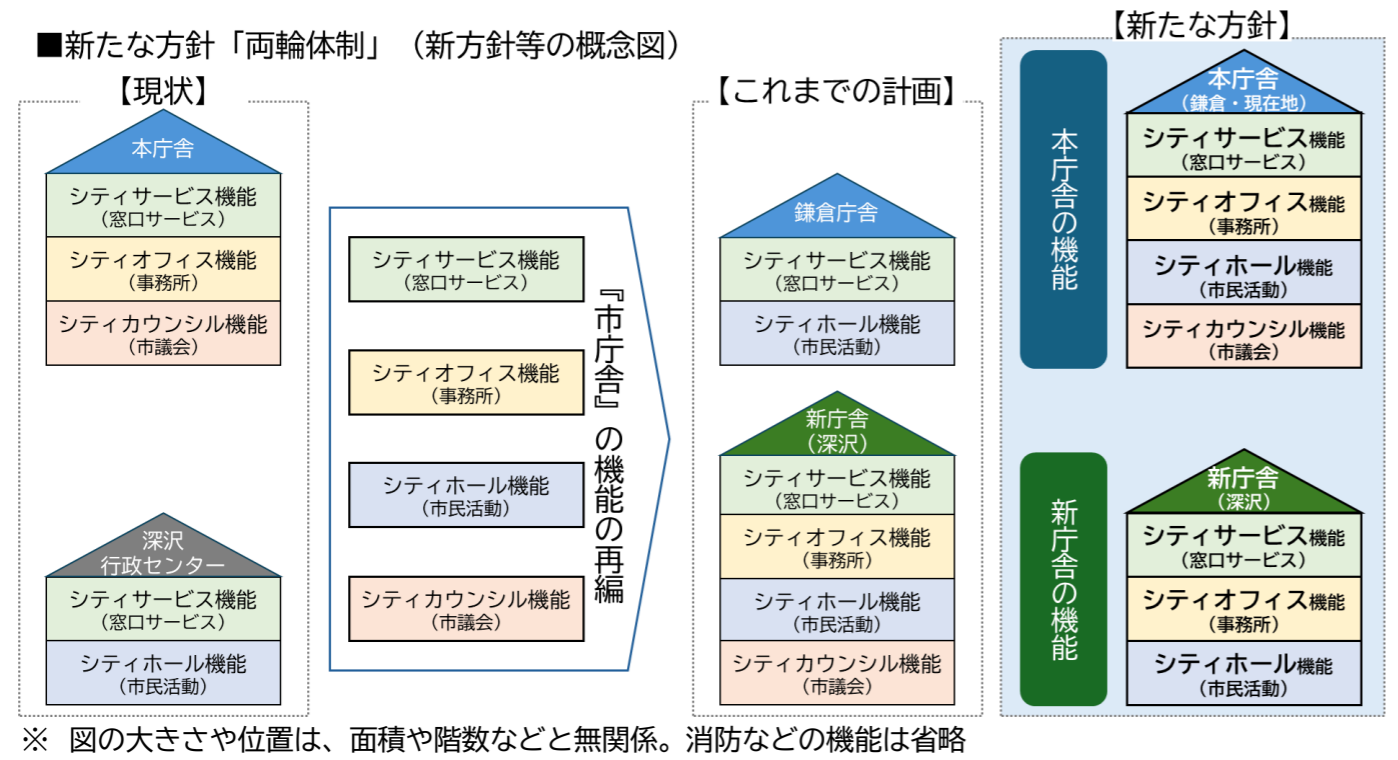 ■新たな方針「両輪体制」（新方針等の概念図）
【現状】
本庁舎
シティサービス機能
（窓口サービス）
シティオフィス機能
（事務所）
シティカウンシル機能
（市議会）
深沢
行政センター
シティサービス機能
（窓口サービス）
シティホール機能
（市民活動）
シティサービス機能
（窓口サービス）
シティオフィス機能
（事務所）
シティホール機能
（市民活動）
シティカウンシル機能
（市議会）
『市庁舎』の機能の再編
【これまでの計画】
鎌倉庁舎
シティサービス機能
（窓口サービス）
シティホール機能
（市民活動）
新庁舎
（深沢）
シティサービス機能
（窓口サービス）
シティオフィス機能
（事務所）
シティホール機能
（市民活動）
シティカウンシル機能
（市議会）
【新たな方針】
本庁舎の機能
本庁舎
（鎌倉・現在地）
シティサービス機能
（窓口サービス）
シティオフィス機能
（事務所）
シティホール機能
（市民活動）
シティカウンシル機能
（市議会）
新庁舎の機能
新庁舎
（深沢）
シティサービス機能
（窓口サービス）
シティオフィス機能
（事務所）
シティホール機能
（市民活動）
※ 図の大きさや位置は、面積や階数などと無関係。消防などの機能は省略